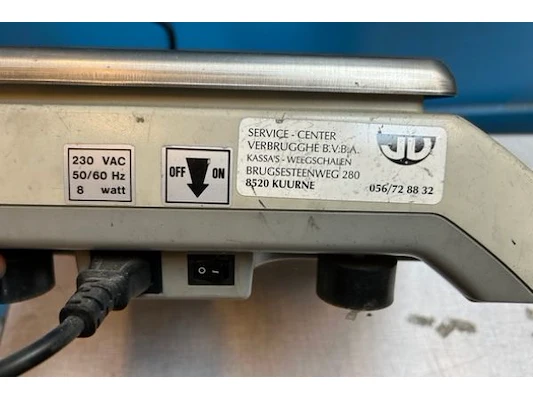 230 VAC
50/60 Hz
8 watt
OFF ON
SERVICE - CENTER
VERBRUGGHE B.V.B.A.
KASSA'S - WEEGSCHALEN
BRUGSESTEENWEG 280
8520 KUURNE
056/72 88 32